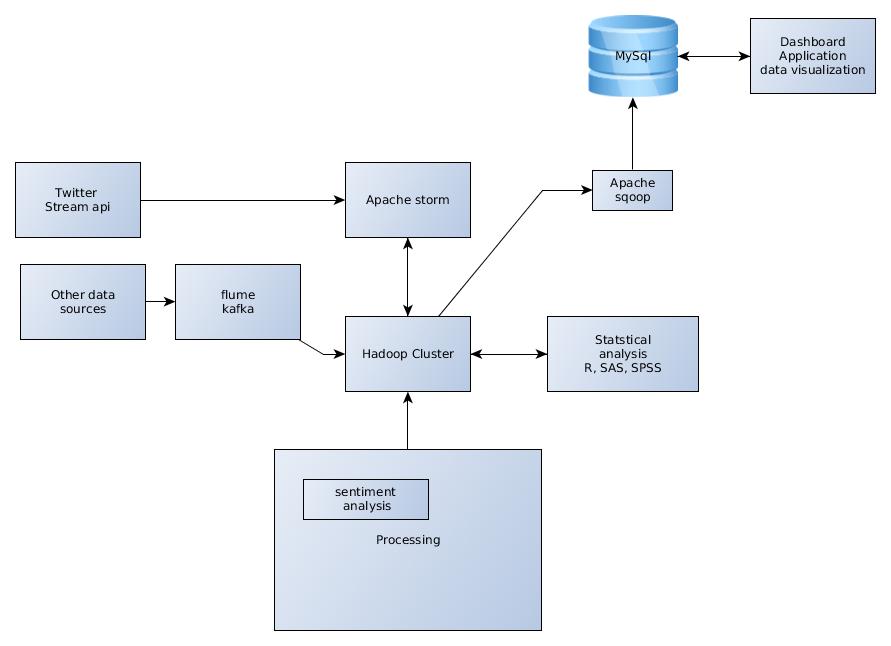 MySql
Dashboard
Application
data visualization
Twitter
Stream api
Apache storm
Apache
sqoop
Other data
sources
flume
kafka
Hadoop Cluster
Statstical
analysis
R, SAS, SPSS
sentiment
analysis
Processing